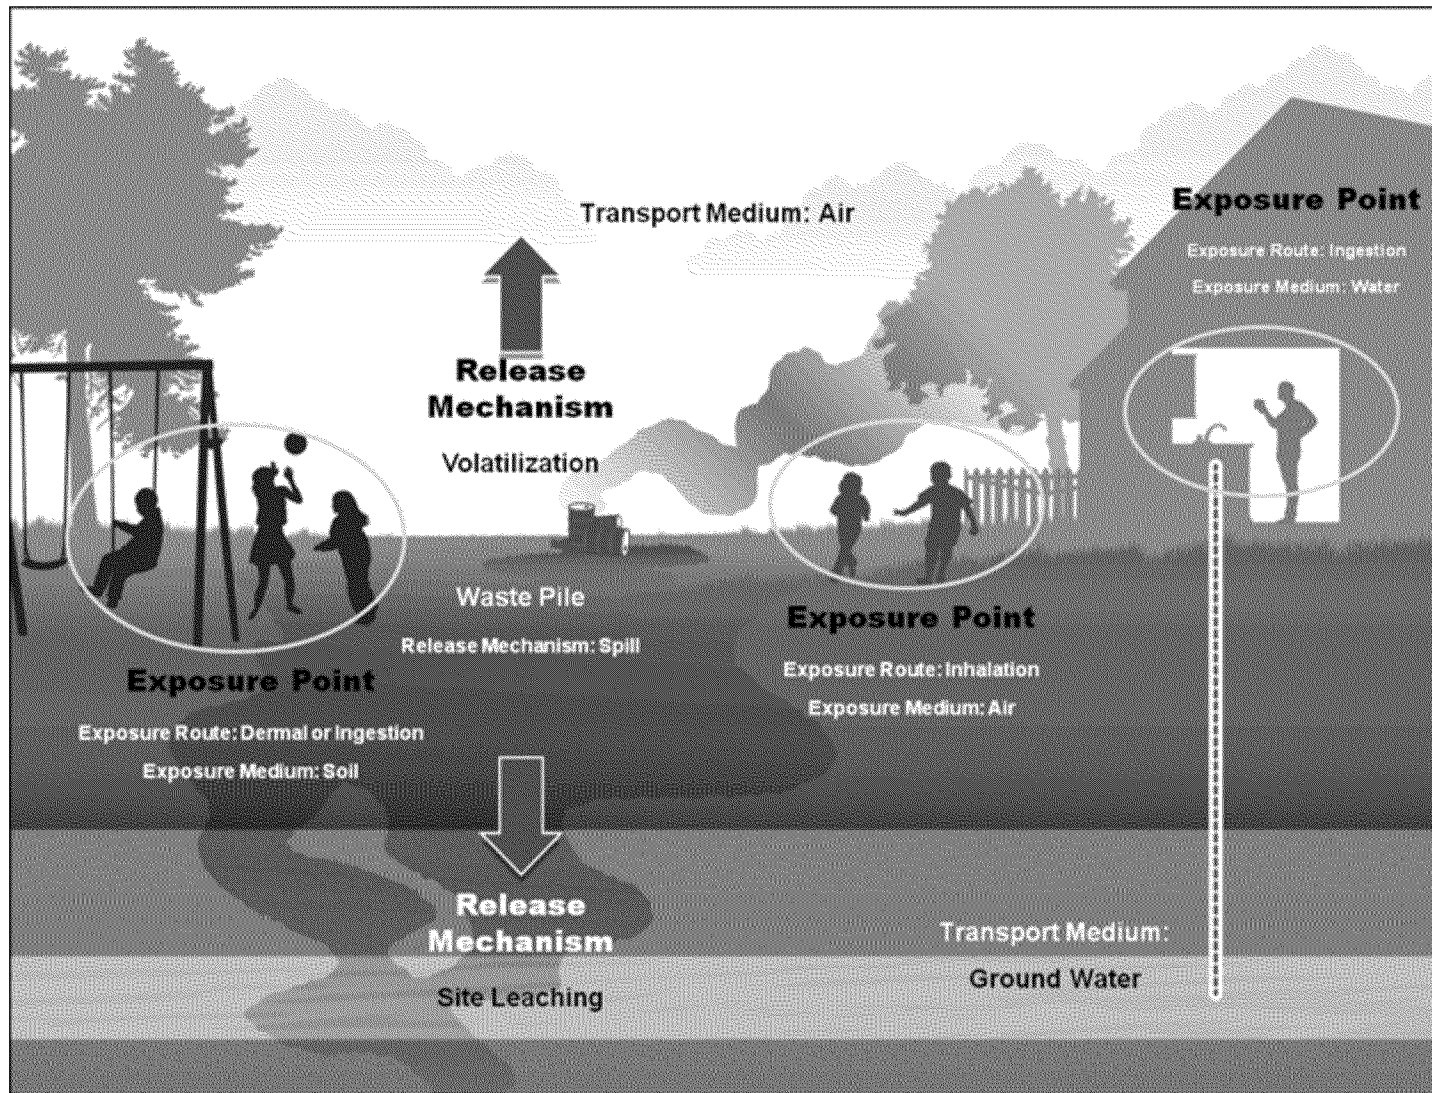 Transport Medium: Air
Exposure Point
Exposure Route: Ingestion
Exposure Medium: Water
Release
Mechanism
Volatilization
Waste Pile
Release Mechanism: Spill
Exposure Point
Exposure Route: Inhalation
Exposure Medium: Air
Exposure Point
Exposure Route: Dermal or Ingestion
Exposure Medium: Soil
Release
Mechanism
Site Leaching
Transport Medium:
Ground Water